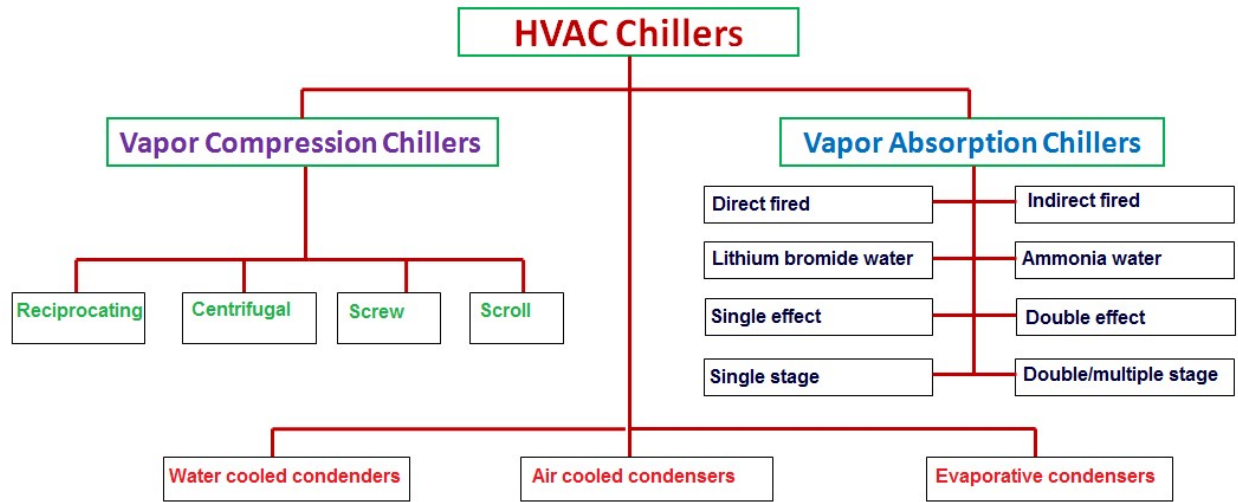 HVAC Chillers
Vapor Compression Chillers
Vapor Absorption Chillers
Direct fired
Indirect fired
Lithium bromide water
Ammonia water
Reciprocating
Centrifugal
Screw
Scroll
Single effect
Double effect
Single stage
Double/multiple stage
Water cooled condenders
Air cooled condensers
Evaporative condensers